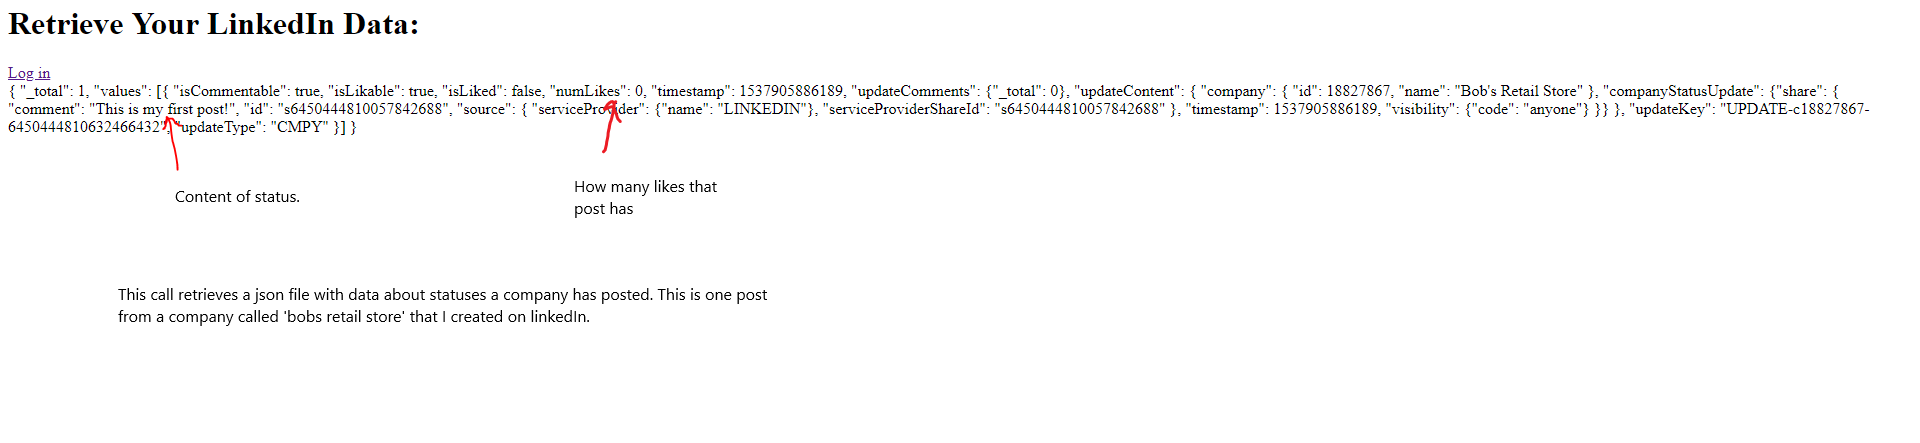 Retrieve Your LinkedIn Data:
Log in
{ "_total": 1, "values": [{ "isCommentable": true, "isLikable": true, "isLiked": false, "numLikes": 0, "timestamp": 1537905886189, "updateComments": {"_total": 0}, "updateContent": { "company": { "id": 18827867, "name": "Bob's Retail Store" }, "companyStatusUpdate": {"share": {
"comment": "This is my first post!", "id": "s6450444810057842688", "source": { "serviceProvider": {"name": "LINKEDIN"}, "serviceProviderShareId": "s6450444810057842688" }, "timestamp": 1537905886189, "visibility": {"code": "anyone"} }} }, "updateKey": "UPDATE-c18827867-
6450444810632466432", "updateType": "CMPY" }] }
Content of status.
How many likes that
post has
This call retrieves a json file with data about statuses a company has posted. This is one post
from a company called 'bobs retail store' that I created on linkedIn.